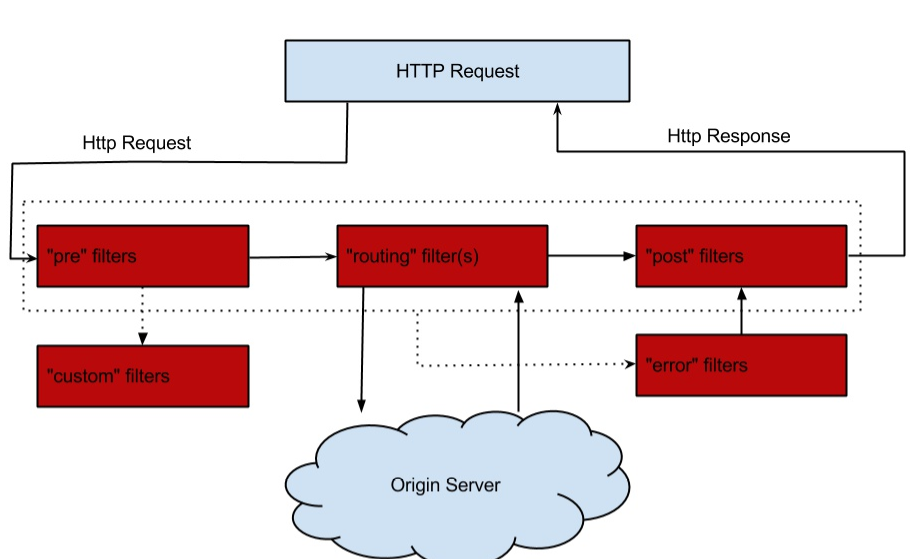 HTTP Request
Http Request
Http Response
"pre" filters
"routing" filter(s)
"post" filters
"custom" filters
"error" filters
Origin Server